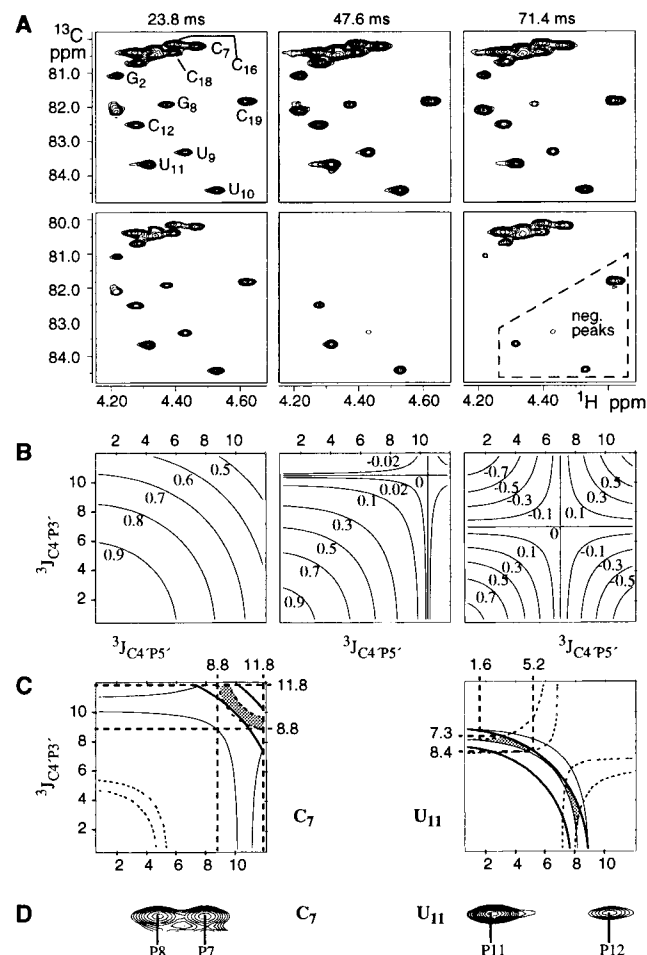 A 23.8 ms 47.6 ms 71.4 ms
13C
ppm
81.0
82.0
83.0
84.0
C7
C16
C18
G2
G8
C19
C12
U9
U11
U10
80.0
81.0
82.0
83.0
84.0
neg.
peaks
4.20 4.40 4.60 4.20 4.40 4.60 4.20 4.40 1H ppm
B
2 4 6 8 10 2 4 6 8 10 2 4 6 8 10
10
8
6
4
2
3JC4'P3'
0.5
0.6
0.7
0.8
0.9
-0.02
0
0.02
0.1
0.3
0.5
0.7
0.9
-0.7
-0.5
-0.3
-0.1
0.5
0.3
0.1
0
0.1
0.3
0.5
0.7
-0.1
-0.3
-0.5
3JC4'P5' 3JC4'P5' 3JC4'P5'
C
8.8 11.8
11.8
8.8
10
8
6
4
2
3JC4'P3'
2 4 6 8 10
C7
1.6 5.2
7.3
8.4
U11
2 4 6 8 10
D
P8 P7
C7
U11
P11 P12